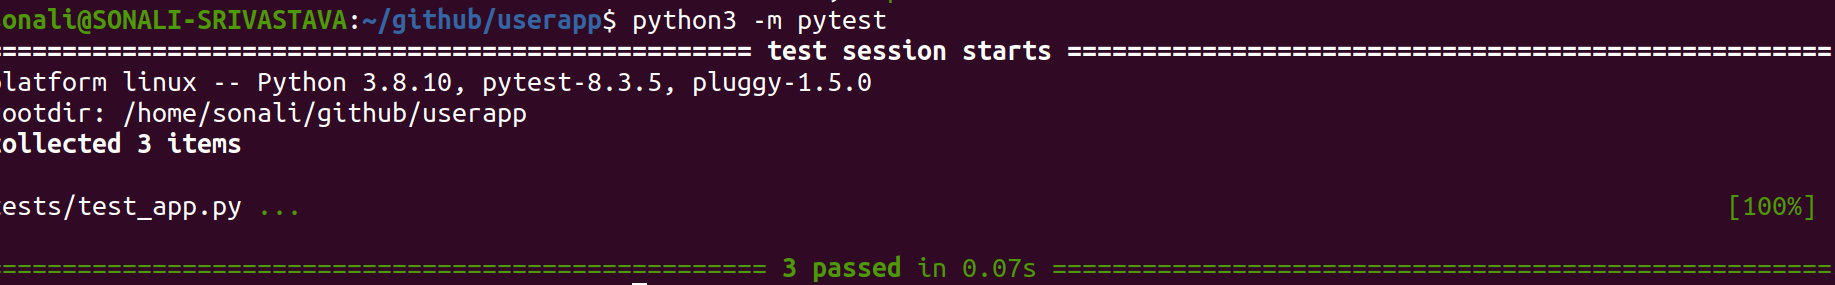 onali@SONALI-SRIVASTAVA:~/github/userapp$ python3 -m pytest
================================================== test session starts ===================================================
latform linux -- Python 3.8.10, pytest-8.3.5, pluggy-1.5.0
ootdir: /home/sonali/github/userapp
ollected 3 items
ests/test_app.py ... [100%]
=================================================== 3 passed in 0.07s ====================================================